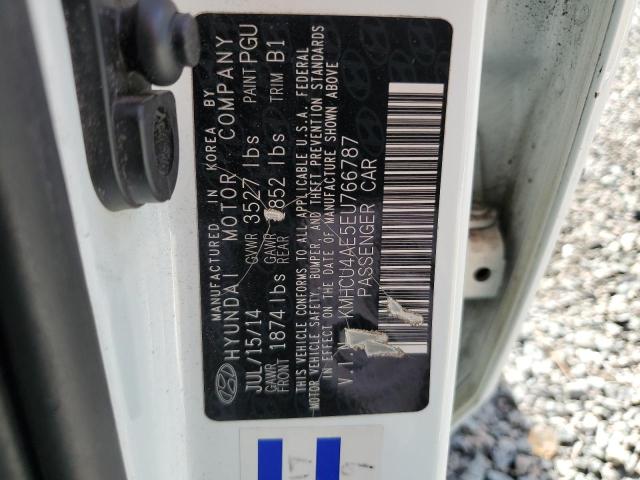 MANUFACTURED IN KOREA BY
HYUNDAI MOTOR COMPANY
JUL/15/14 GVWR 3527 lbs PAINT PGU
GAWR FRONT 1874 lbs GAWR REAR 852 lbs TRIM B1
THIS VEHICLE CONFORMS TO ALL APPLICABLE U.S.A. FEDERAL
MOTOR VEHICLE SAFETY, BUMPER, AND THEFT PREVENTION STANDARDS
IN EFFECT ON THE DATE OF MANUFACTURE SHOWN ABOVE
V.I. KMHCU4AE5EU766787
PASSENGER CAR